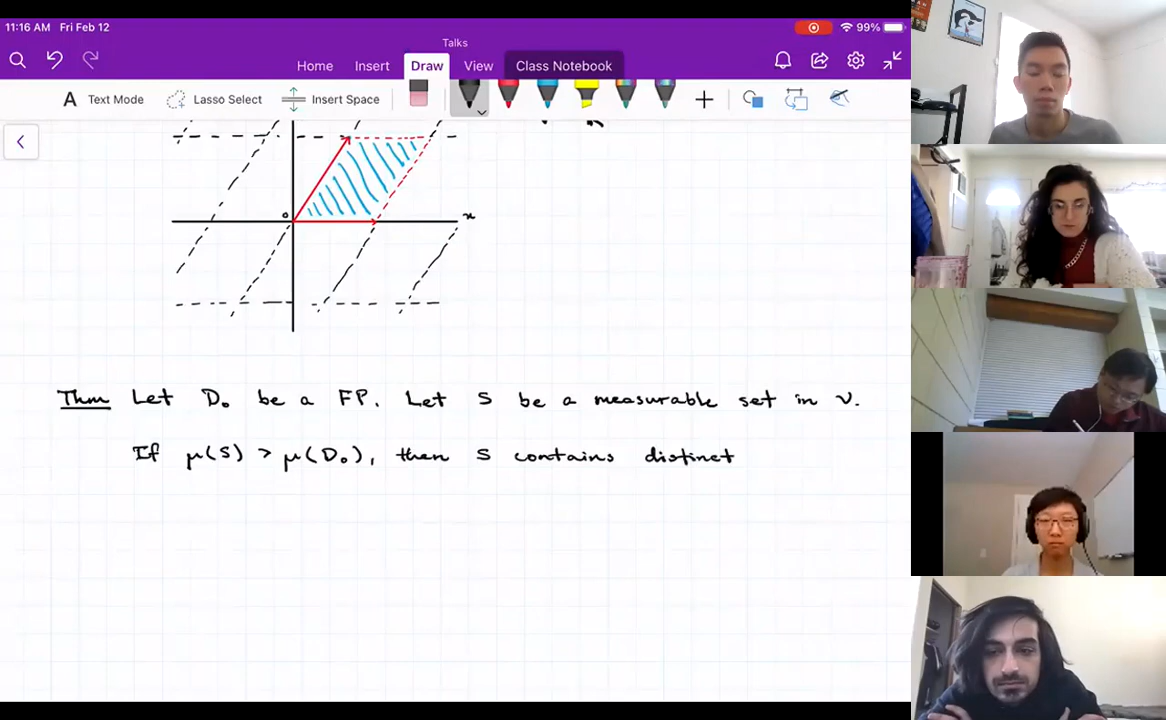 11:16 AM Fri Feb 12
99%
Talks
Home Insert Draw View Class Notebook
A Text Mode Lasso Select Insert Space
0
x
Thm Let D₀ be a FP. Let S be a measurable set in V.
If μ(S) > μ(D₀), then S contains distinct